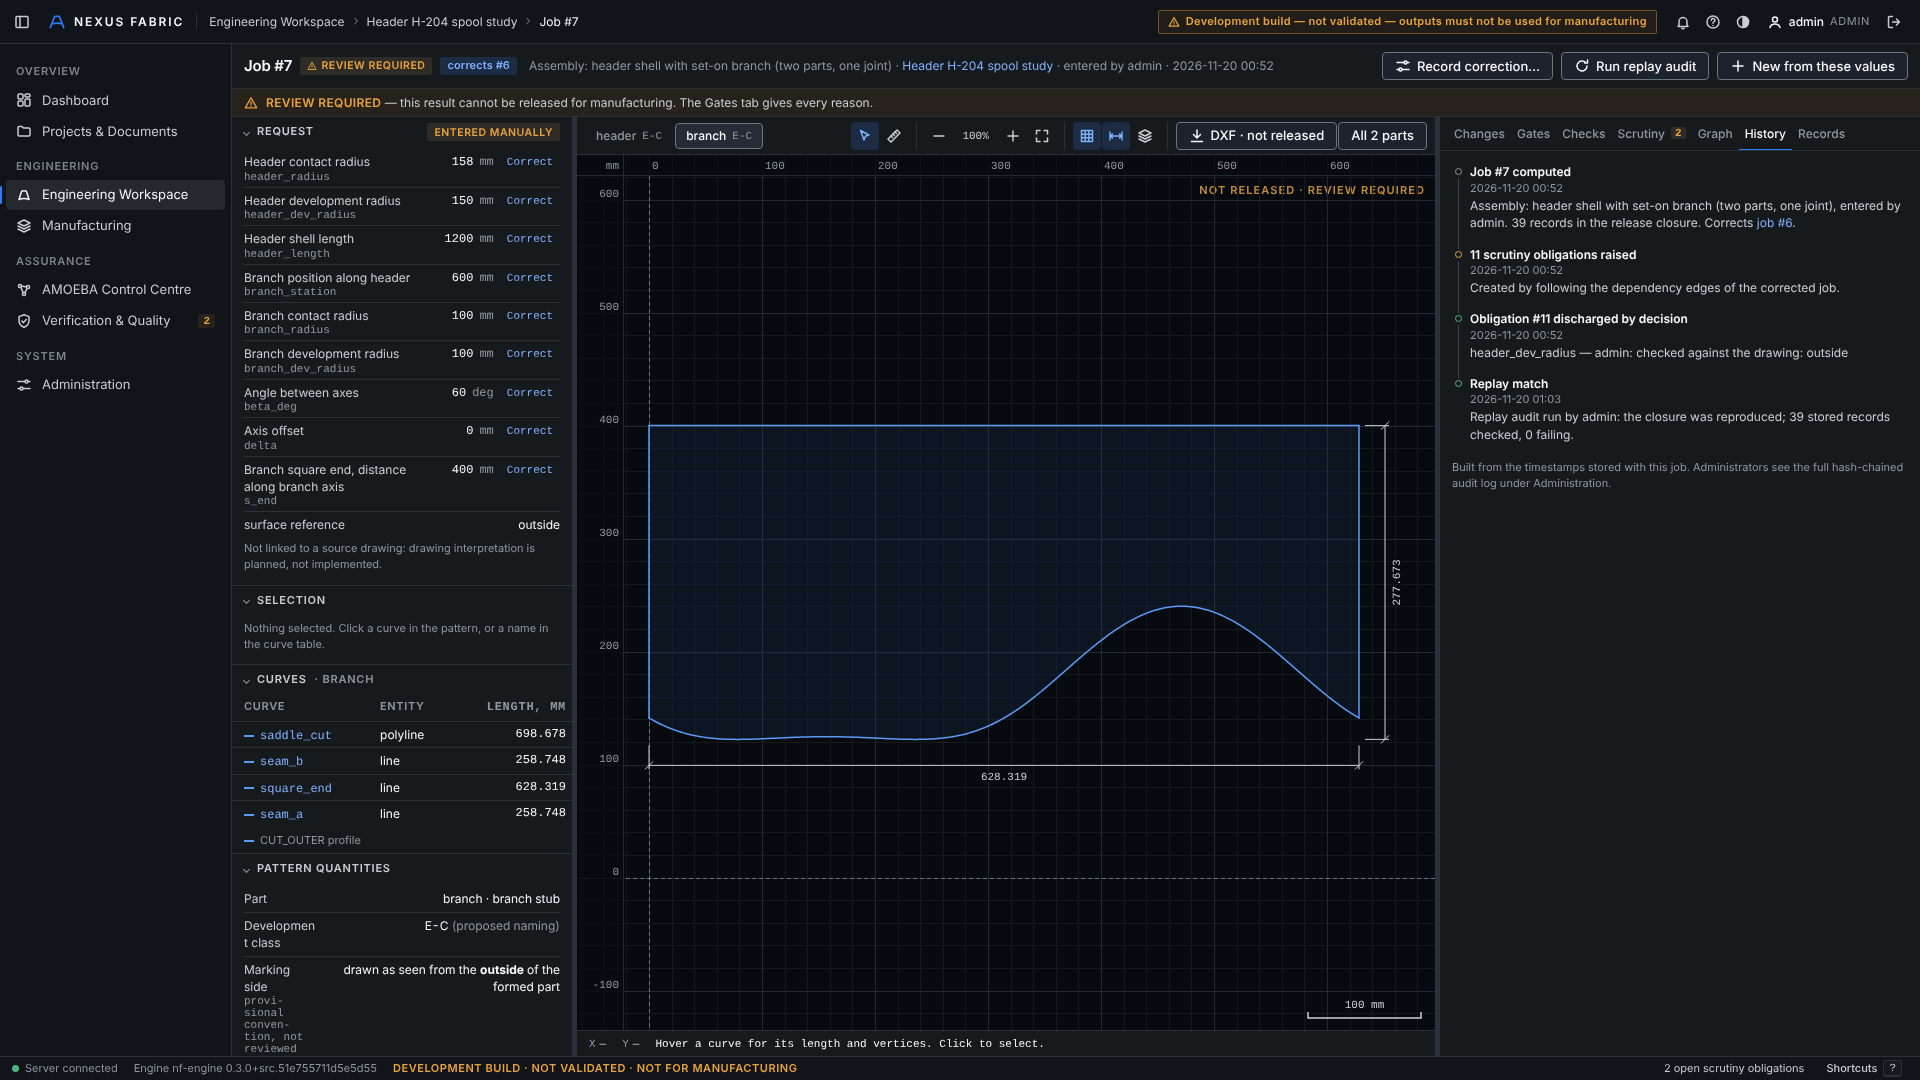 NEXUS FABRIC
Engineering Workspace › Header H-204 spool study › Job #7
Development build — not validated — outputs must not be used for manufacturing
admin ADMIN
OVERVIEW
Dashboard
Projects & Documents
ENGINEERING
Engineering Workspace
Manufacturing
ASSURANCE
AMOEBA Control Centre
Verification & Quality 2
SYSTEM
Administration
Job #7 REVIEW REQUIRED corrects #6 Assembly: header shell with set-on branch (two parts, one joint) · Header H-204 spool study · entered by admin · 2026-11-20 00:52
Record correction... Run replay audit New from these values
REVIEW REQUIRED — this result cannot be released for manufacturing. The Gates tab gives every reason.
REQUEST ENTERED MANUALLY
Header contact radius 158 mm Correct
header_radius
Header development radius 150 mm Correct
header_dev_radius
Header shell length 1200 mm Correct
header_length
Branch position along header 600 mm Correct
branch_station
Branch contact radius 100 mm Correct
branch_radius
Branch development radius 100 mm Correct
branch_dev_radius
Angle between axes 60 deg Correct
beta_deg
Axis offset 0 mm Correct
delta
Branch square end, distance 400 mm Correct
along branch axis
s_end
surface reference outside
Not linked to a source drawing: drawing interpretation is
planned, not implemented.
SELECTION
Nothing selected. Click a curve in the pattern, or a name in
the curve table.
CURVES · BRANCH
CURVE ENTITY LENGTH, MM
saddle_cut polyline 698.678
seam_b line 258.748
square_end line 628.319
seam_a line 258.748
CUT_OUTER profile
PATTERN QUANTITIES
Part branch · branch stub
Developmen E-C (proposed naming)
t class
Marking drawn as seen from the outside of the
side formed part
provi-
sional
conven-
tion, not
reviewed
header E-C branch E-C
100%
DXF · not released All 2 parts
mm 0 100 200 300 400 500 600
NOT RELEASED · REVIEW REQUIRED
600
500
400
300
200
100
0
-100
277.673
628.319
100 mm
X — Y — Hover a curve for its length and vertices. Click to select.
Changes Gates Checks Scrutiny 2 Graph History Records
Job #7 computed
2026-11-20 00:52
Assembly: header shell with set-on branch (two parts, one joint), entered by
admin. 39 records in the release closure. Corrects job #6.
11 scrutiny obligations raised
2026-11-20 00:52
Created by following the dependency edges of the corrected job.
Obligation #11 discharged by decision
2026-11-20 00:52
header_dev_radius — admin: checked against the drawing: outside
Replay match
2026-11-20 01:03
Replay audit run by admin: the closure was reproduced; 39 stored records
checked, 0 failing.
Built from the timestamps stored with this job. Administrators see the full hash-chained
audit log under Administration.
Server connected Engine nf-engine 0.3.0+src.51e755711d5e5d55 DEVELOPMENT BUILD · NOT VALIDATED · NOT FOR MANUFACTURING
2 open scrutiny obligations Shortcuts ?